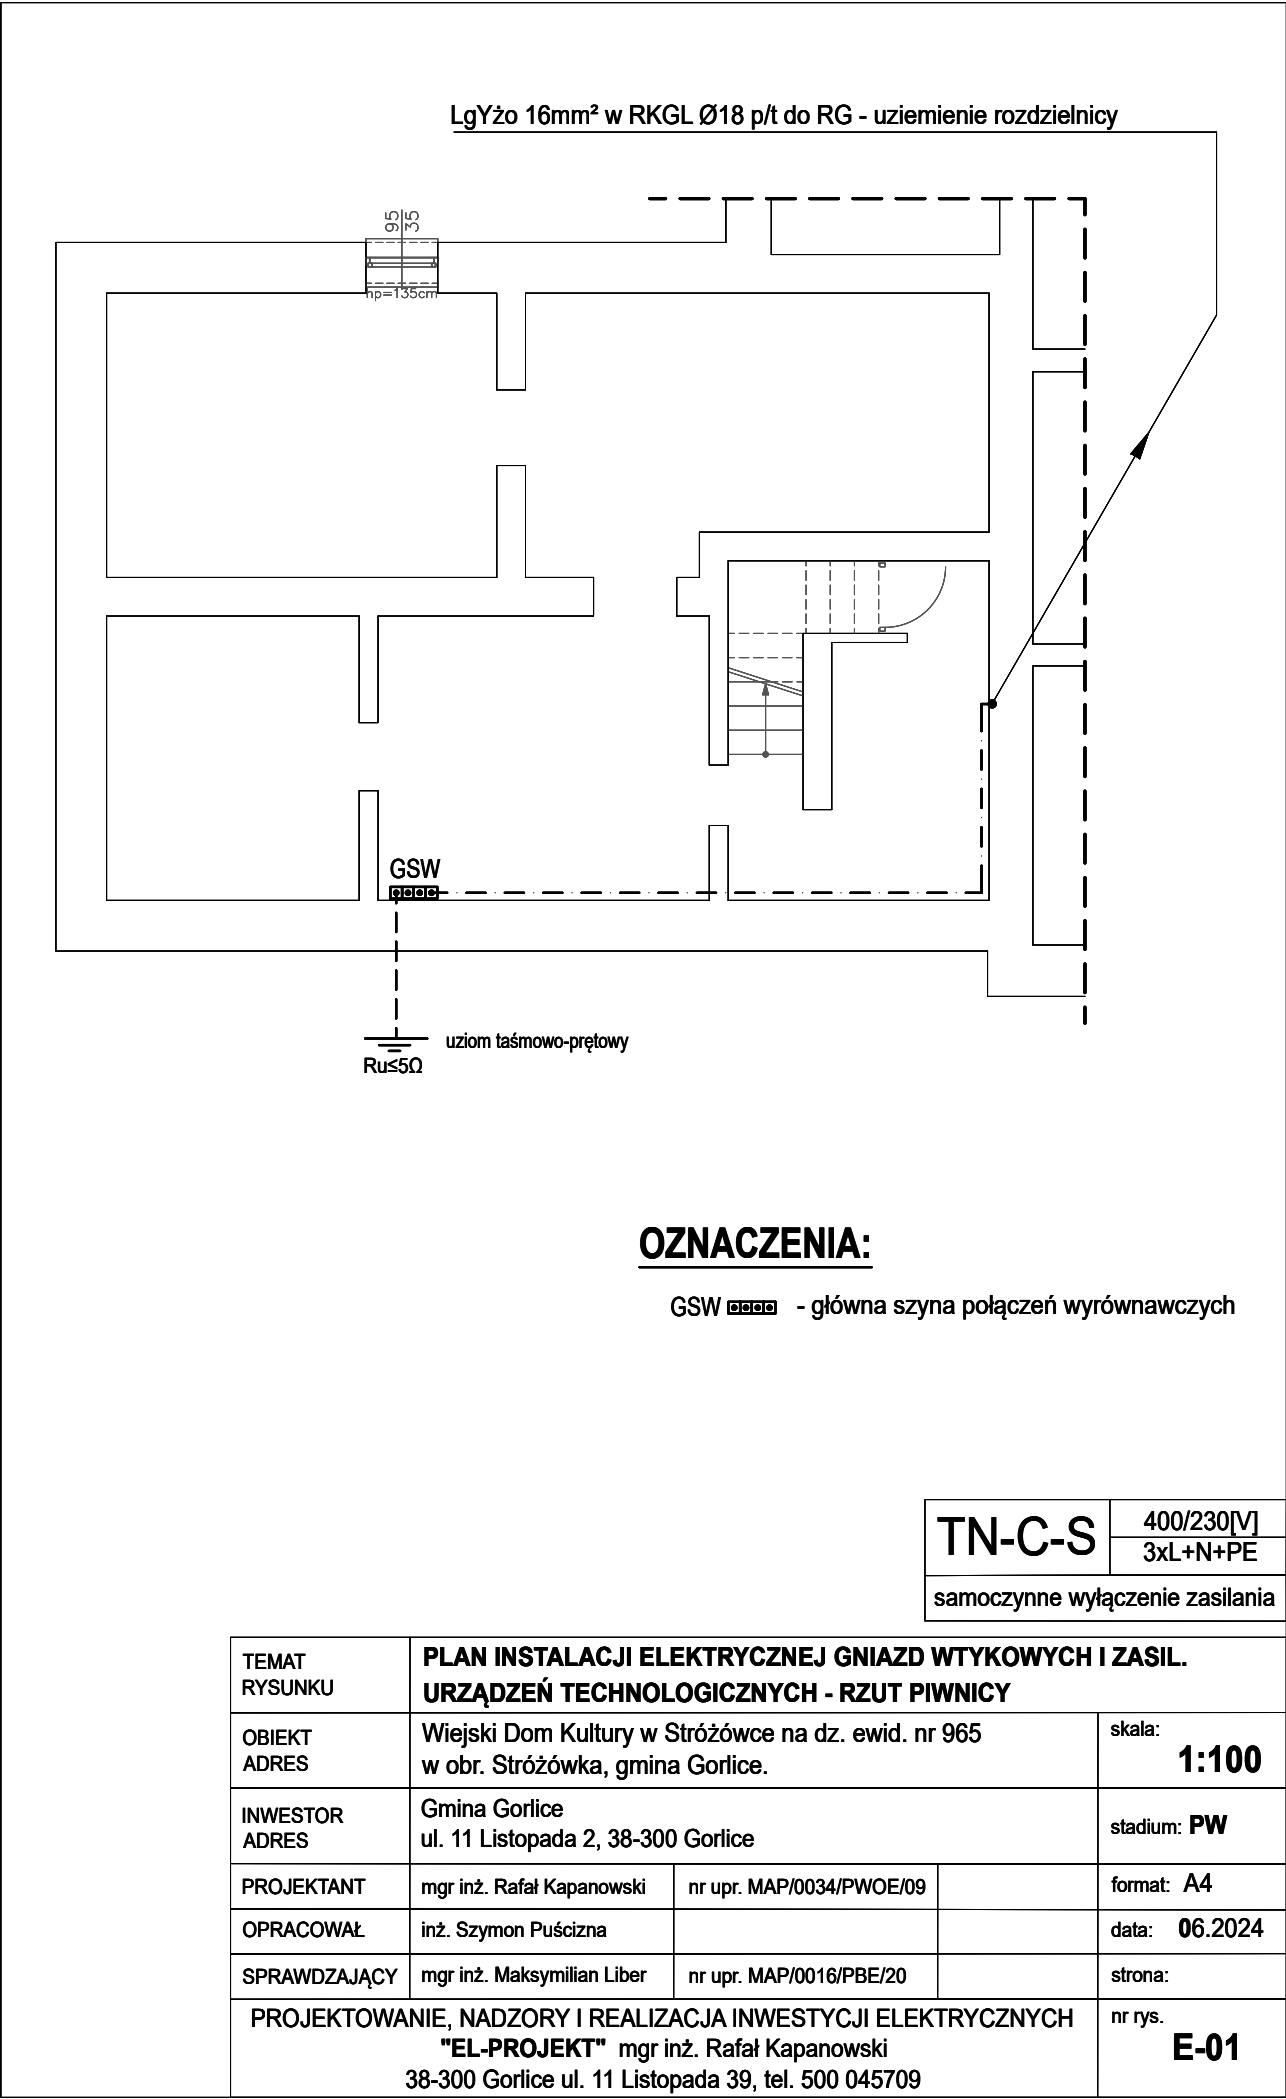 LgYżo 16mm² w RKGL Ø18 p/t do RG - uziemienie rozdzielnicy
95
35
hp=135cm
GSW
uziom taśmowo-prętowy
Ru≤5Ω
OZNACZENIA:
GSW - główna szyna połączeń wyrównawczych
TN-C-S
400/230[V]
3xL+N+PE
samoczynne wyłączenie zasilania
TEMAT
RYSUNKU
PLAN INSTALACJI ELEKTRYCZNEJ GNIAZD WTYKOWYCH I ZASIL.
URZĄDZEŃ TECHNOLOGICZNYCH - RZUT PIWNICY
OBIEKT
ADRES
Wiejski Dom Kultury w Stróżówce na dz. ewid. nr 965
w obr. Stróżówka, gmina Gorlice.
skala:
1:100
INWESTOR
ADRES
Gmina Gorlice
ul. 11 Listopada 2, 38-300 Gorlice
stadium: PW
PROJEKTANT mgr inż. Rafał Kapanowski nr upr. MAP/0034/PWOE/09 format: A4
OPRACOWAŁ inż. Szymon Puścizna data: 06.2024
SPRAWDZAJĄCY mgr inż. Maksymilian Liber nr upr. MAP/0016/PBE/20 strona:
PROJEKTOWANIE, NADZORY I REALIZACJA INWESTYCJI ELEKTRYCZNYCH
"EL-PROJEKT" mgr inż. Rafał Kapanowski
38-300 Gorlice ul. 11 Listopada 39, tel. 500 045709
nr rys.
E-01